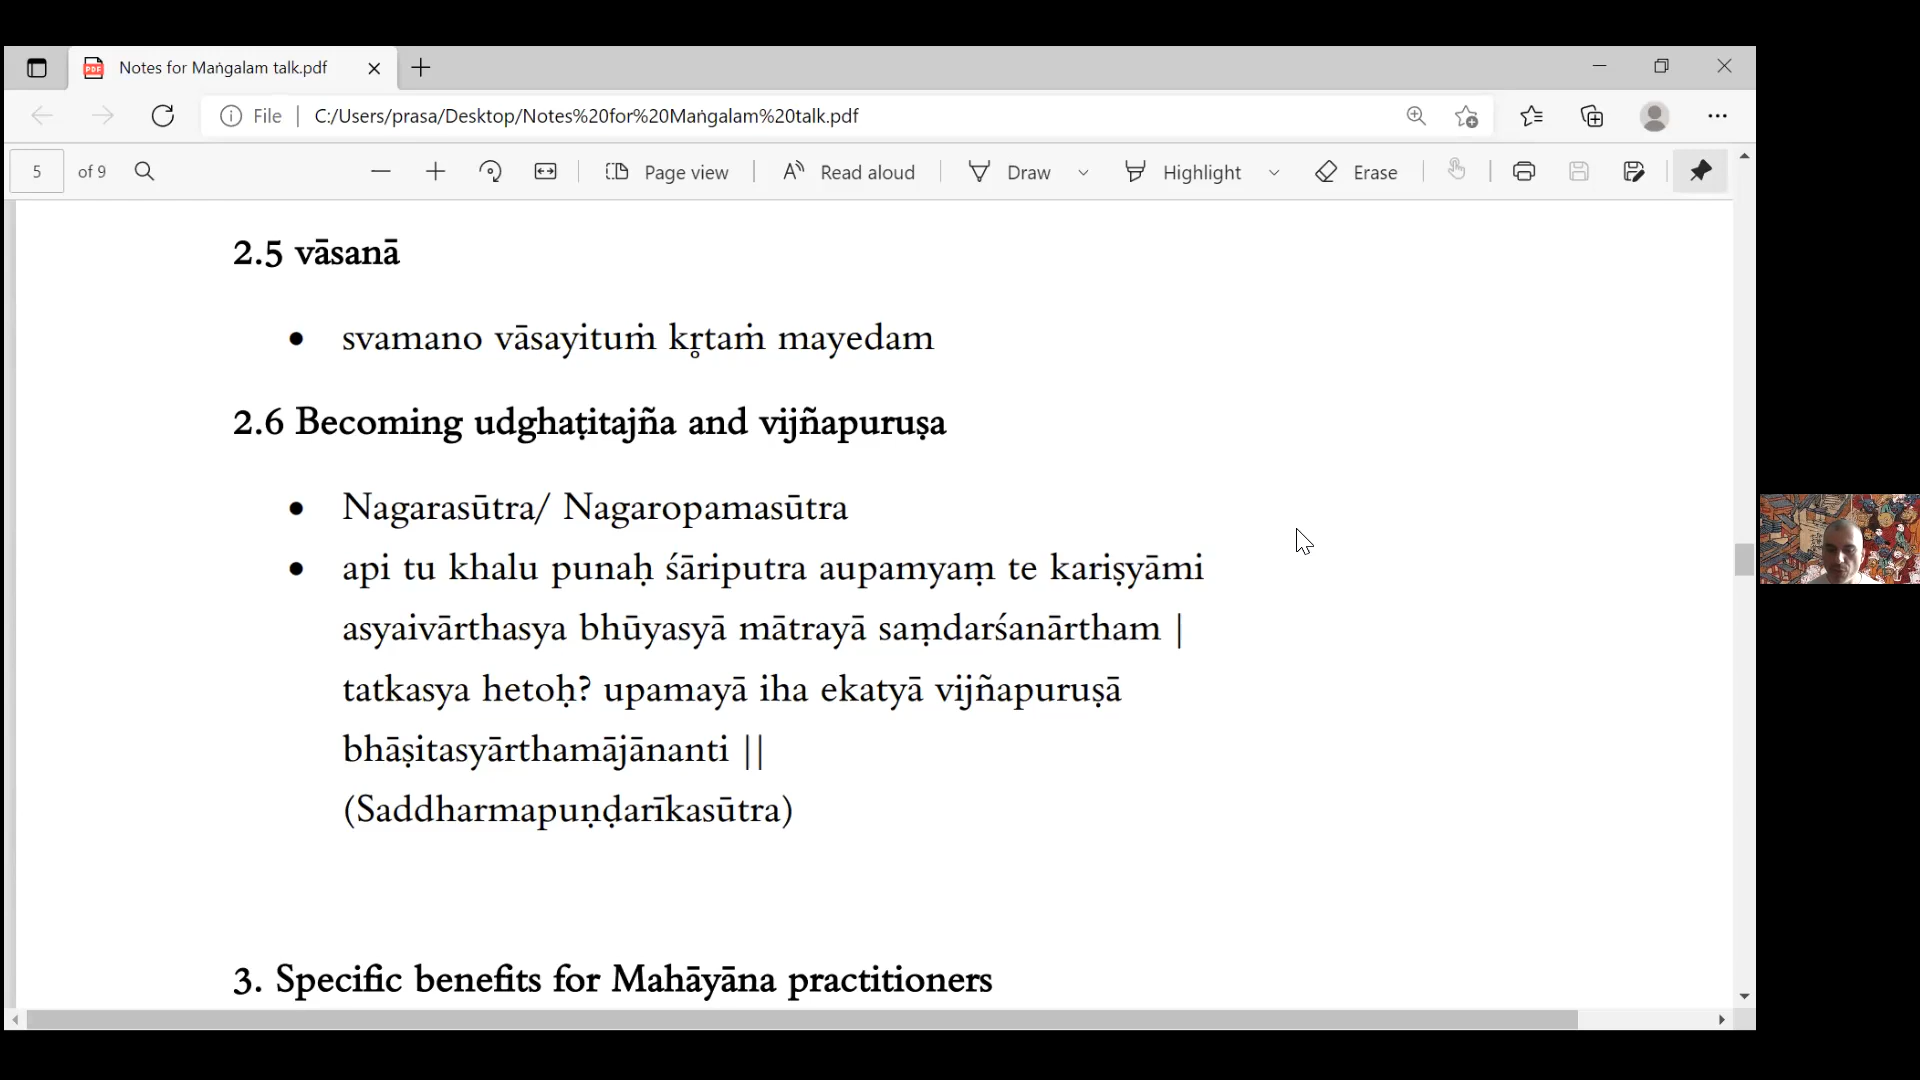 Notes for Maṅgalam talk.pdf
File
C:/Users/prasa/Desktop/Notes%20for%20Maṅgalam%20talk.pdf
5 of 9
Page view
Read aloud
Draw
Highlight
Erase
2.5 vāsanā
• svamano vāsayituṁ kr̥taṁ mayedam
2.6 Becoming udghaṭitajña and vijñapuruṣa
• Nagarasūtra/ Nagaropamasūtra
• api tu khalu punaḥ śāriputra aupamyaṃ te kariṣyāmi
asyaivārthasya bhūyasyā mātrayā saṃdarśanārtham |
tatkasya hetoḥ? upamayā iha ekatyā vijñapuruṣā
bhāṣitasyārthamājānanti ||
(Saddharmapuṇḍarīkasūtra)
3. Specific benefits for Mahāyāna practitioners